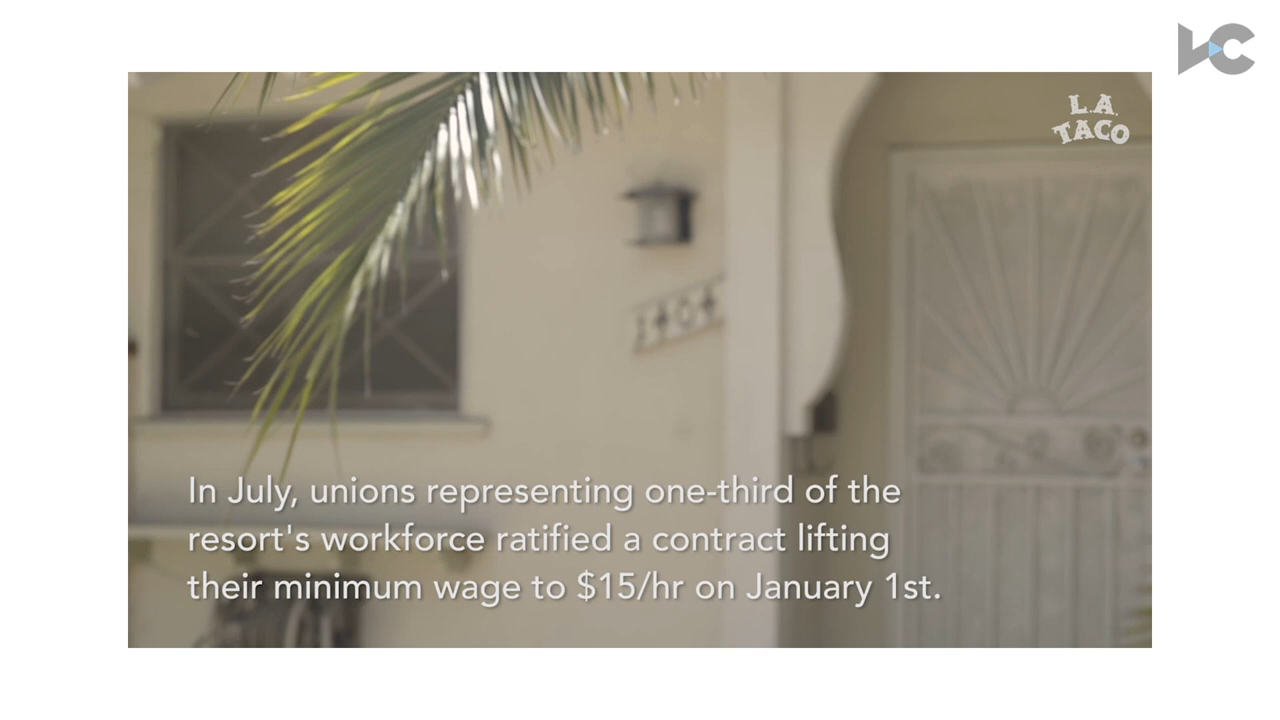 L.A.
TACO
3404
In July, unions representing one-third of the
resort's workforce ratified a contract lifting
their minimum wage to $15/hr on January 1st.